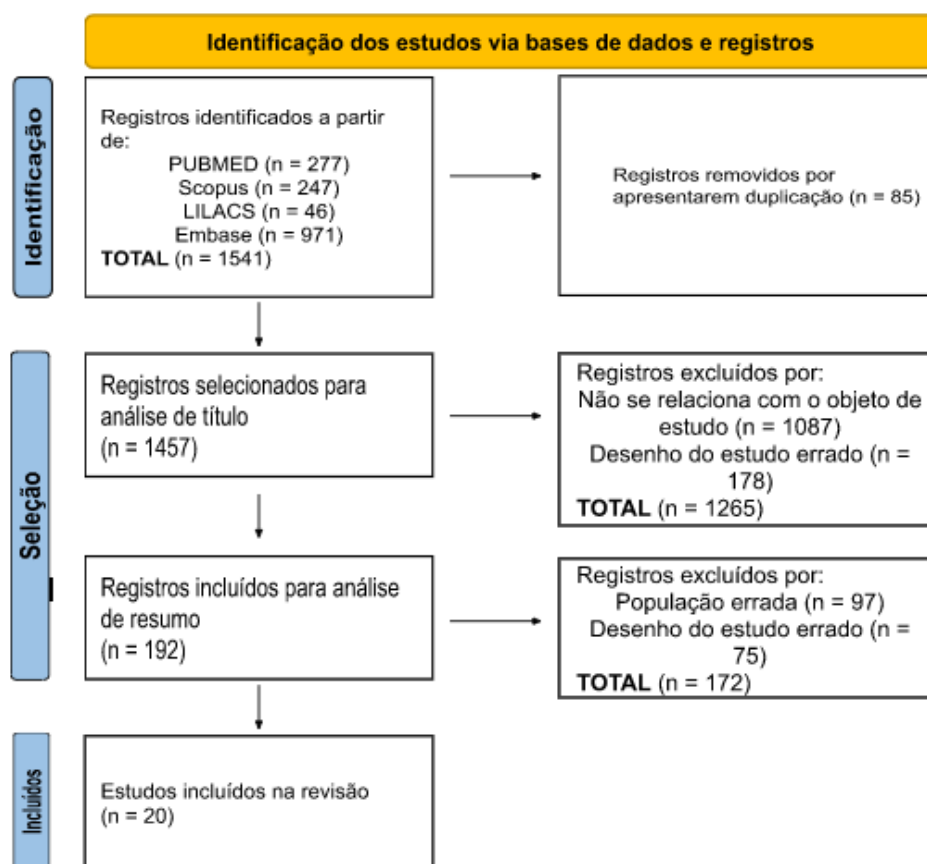 Identificação dos estudos via bases de dados e registros
Identificação
Registros identificados a partir
de:
PUBMED (n = 277)
Scopus (n = 247)
LILACS (n = 46)
Embase (n = 971)
TOTAL (n = 1541)
Registros removidos por
apresentarem duplicação (n = 85)
Seleção
Registros selecionados para
análise de título
(n = 1457)
Registros excluídos por:
Não se relaciona com o objeto de
estudo (n = 1087)
Desenho do estudo errado (n =
178)
TOTAL (n = 1265)
Registros incluídos para análise
de resumo
(n = 192)
Registros excluídos por:
População errada (n = 97)
Desenho do estudo errado (n =
75)
TOTAL (n = 172)
Incluídos
Estudos incluídos na revisão
(n = 20)